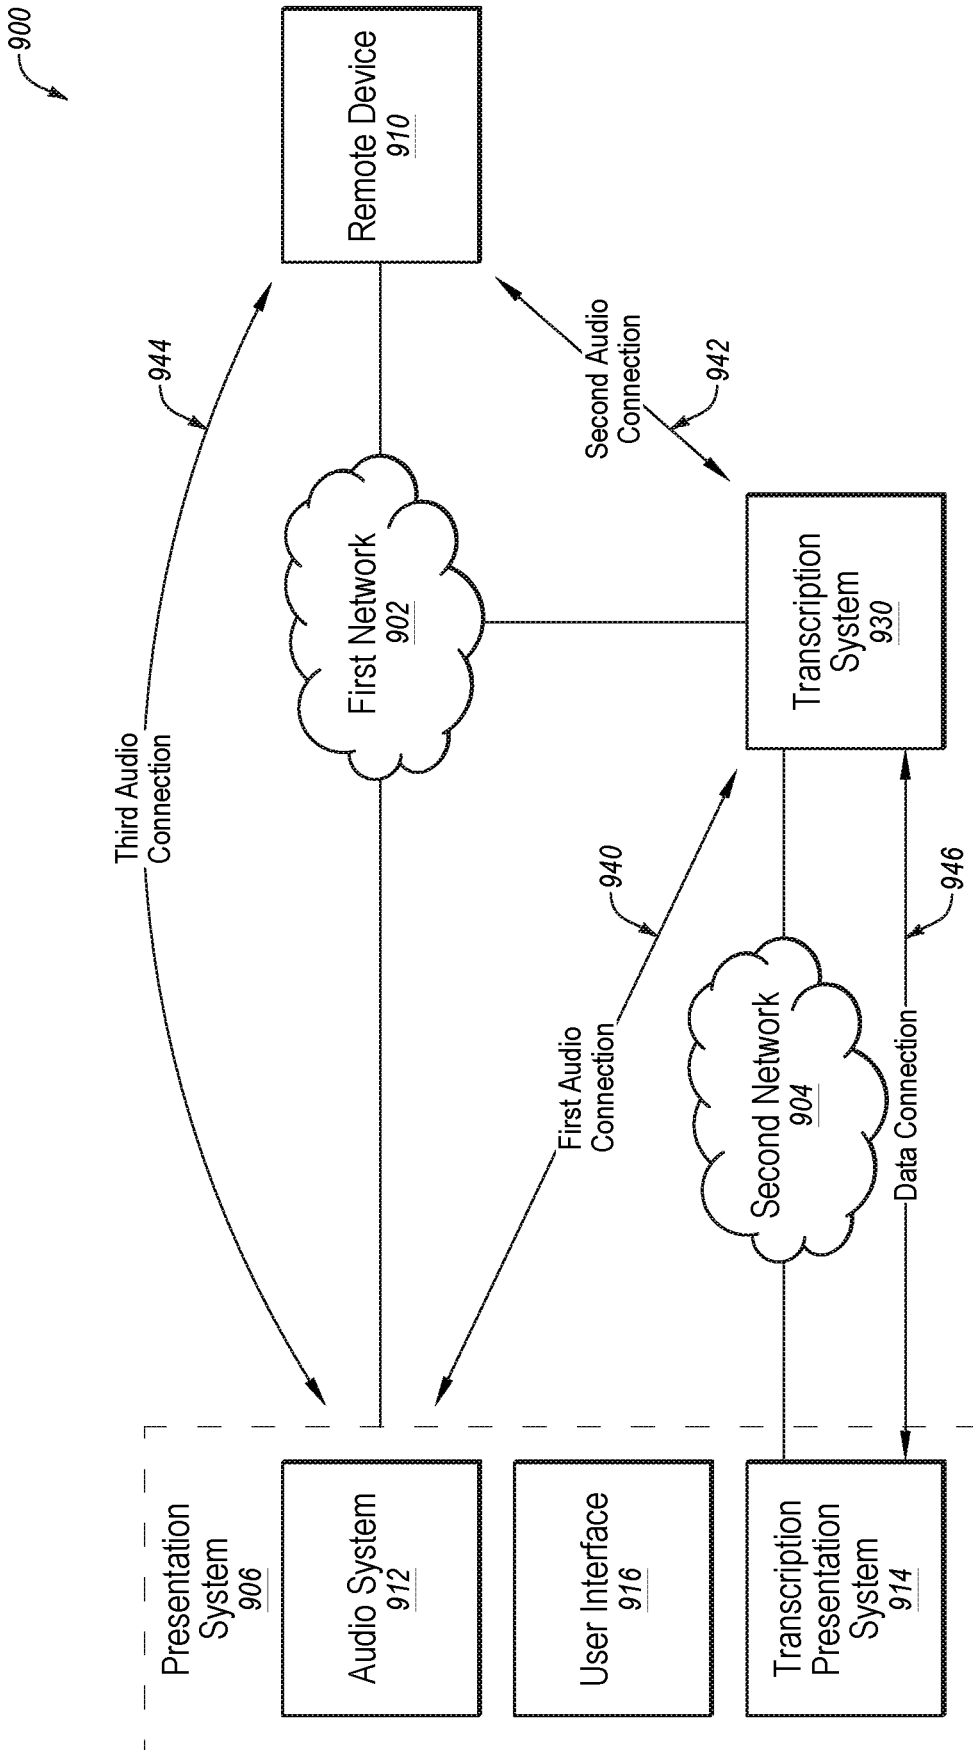 900
Third Audio
Connection
944
Presentation
System
906
Audio System
912
First Network
902
Remote Device
910
First Audio
Connection
940
Second Audio
Connection
942
User Interface
916
Transcription
Presentation
System
914
Second Network
904
Transcription
System
930
Data Connection
946